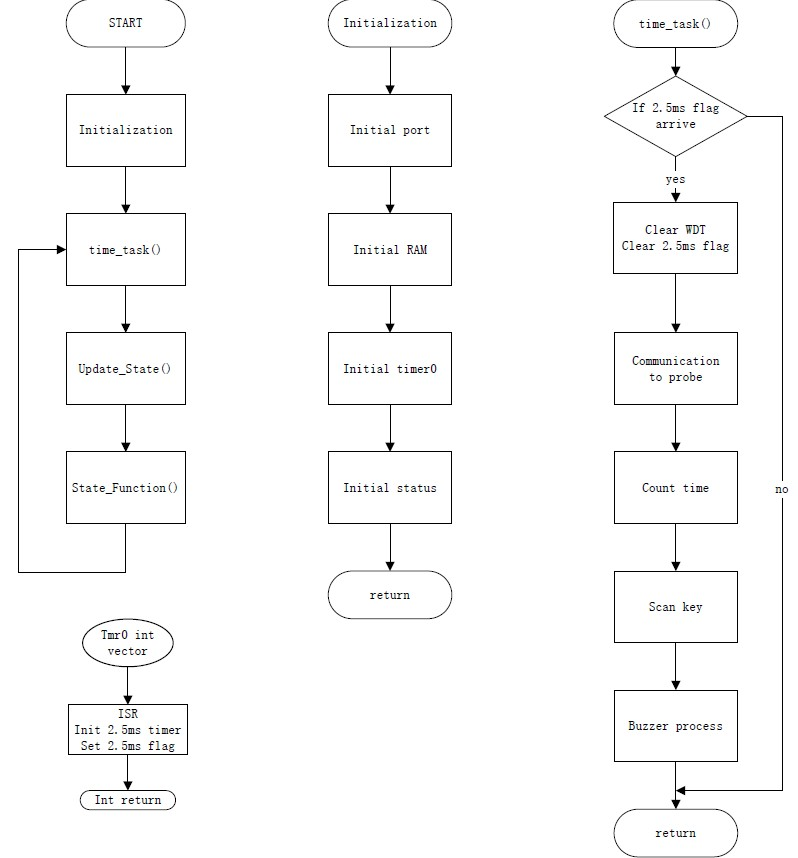 START
Initialization
time_task()
Update_State()
State_Function()
Tmr0 int
vector
ISR
Init 2.5ms timer
Set 2.5ms flag
Int return
Initialization
Initial port
Initial RAM
Initial timer0
Initial status
return
time_task()
If 2.5ms flag
arrive
yes
Clear WDT
Clear 2.5ms flag
Communication
to probe
Count time
no
Scan key
Buzzer process
return